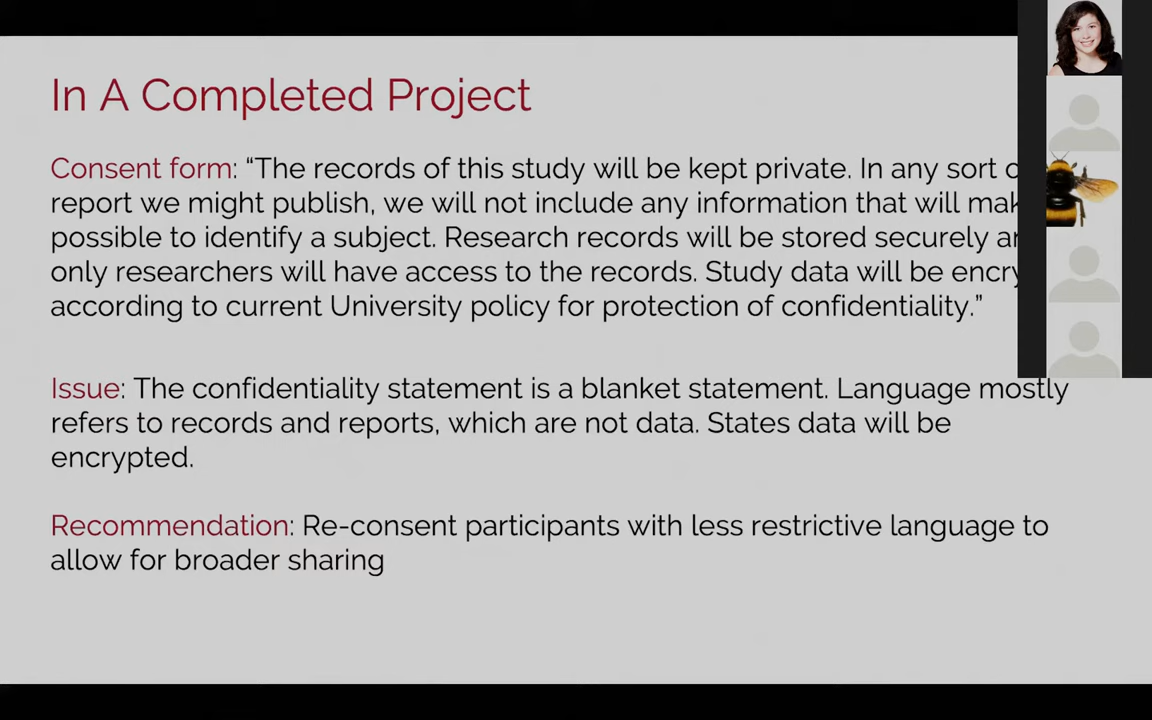 In A Completed Project
Consent form: “The records of this study will be kept private. In any sort
report we might publish, we will not include any information that will
possible to identify a subject. Research records will be stored securely
only researchers will have access to the records. Study data will be
according to current University policy for protection of confidentiality.”
Issue: The confidentiality statement is a blanket statement. Language mostly
refers to records and reports, which are not data. States data will be
encrypted.
Recommendation: Re-consent participants with less restrictive language to
allow for broader sharing